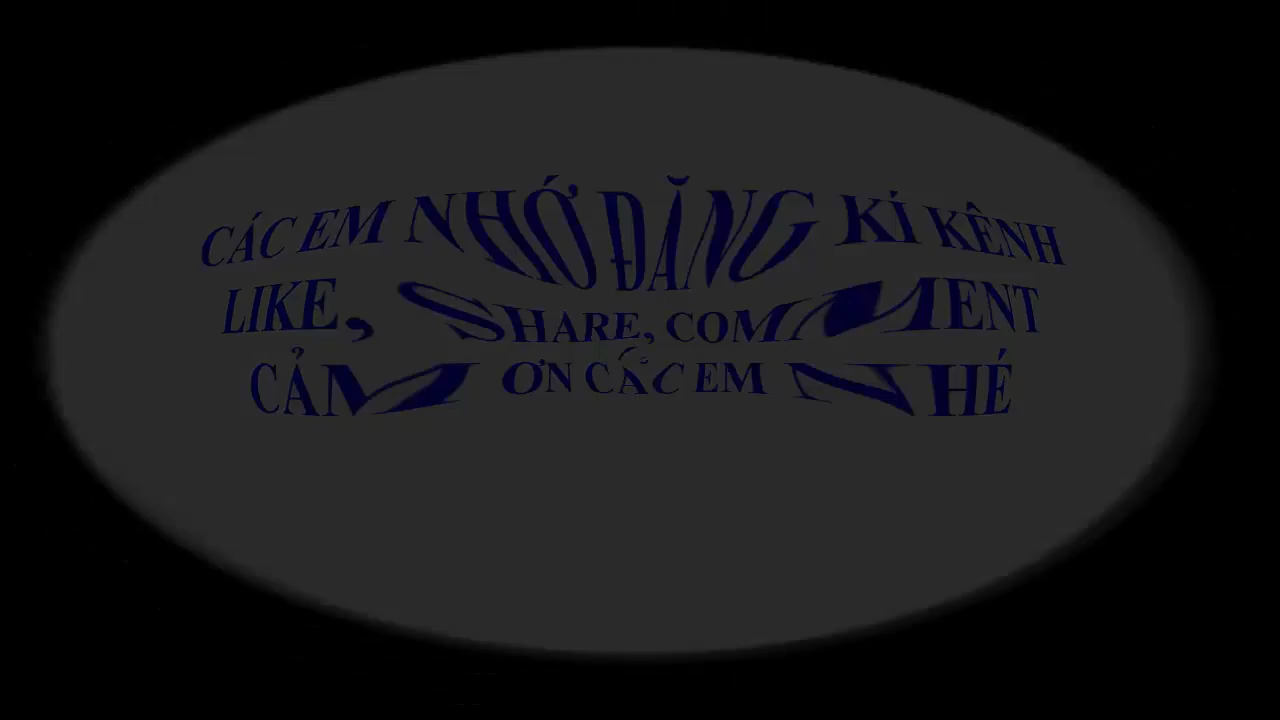 CÁC EM NHỚ ĐĂNG KÍ KÊNH
LIKE, SHARE, COMMENT
CẢM ƠN CÁC EM NHÉ